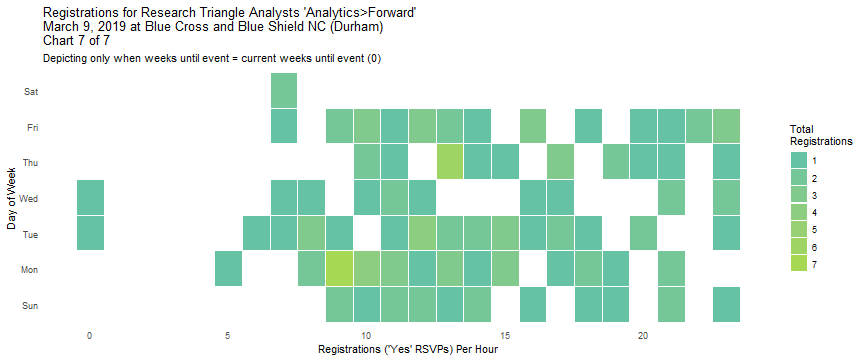 Registrations for Research Triangle Analysts 'Analytics>Forward'
March 9, 2019 at Blue Cross and Blue Shield NC (Durham)
Chart 7 of 7
Depicting only when weeks until event = current weeks until event (0)
Day of Week
Sat
Fri
Thu
Wed
Tue
Mon
Sun
0
5
10
15
20
Registrations ('Yes' RSVPs) Per Hour
Total
Registrations
1
2
3
4
5
6
7